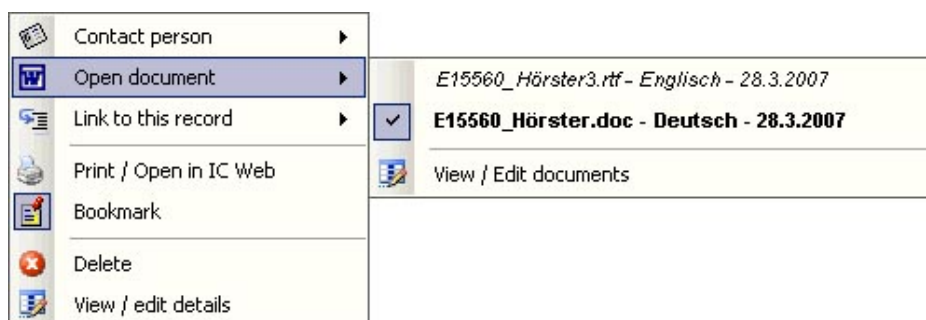 Contact person
Open document
Link to this record
Print / Open in IC Web
Bookmark
Delete
View / edit details
E15560_Hörster3.rtf - Englisch - 28.3.2007
E15560_Hörster.doc - Deutsch - 28.3.2007
View / Edit documents